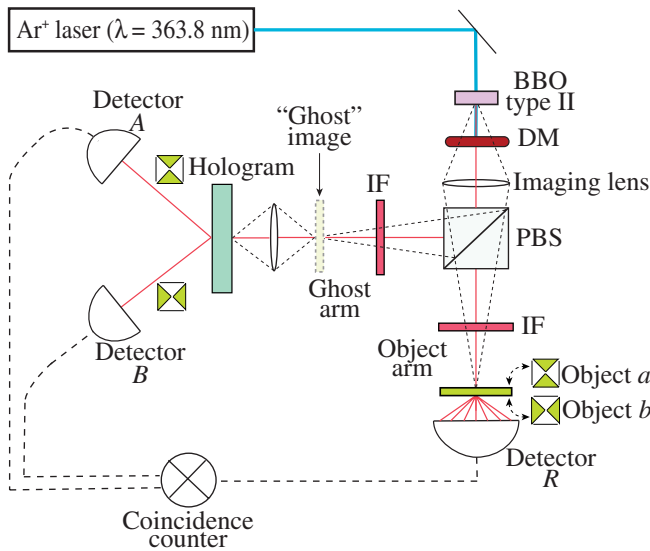 Ar⁺ laser (λ = 363.8 nm)
BBO
type II
DM
Imaging lens
PBS
IF
Object a
Object b
Detector
R
Object
arm
IF
"Ghost"
image
Ghost
arm
Hologram
Detector
A
Detector
B
Coincidence
counter